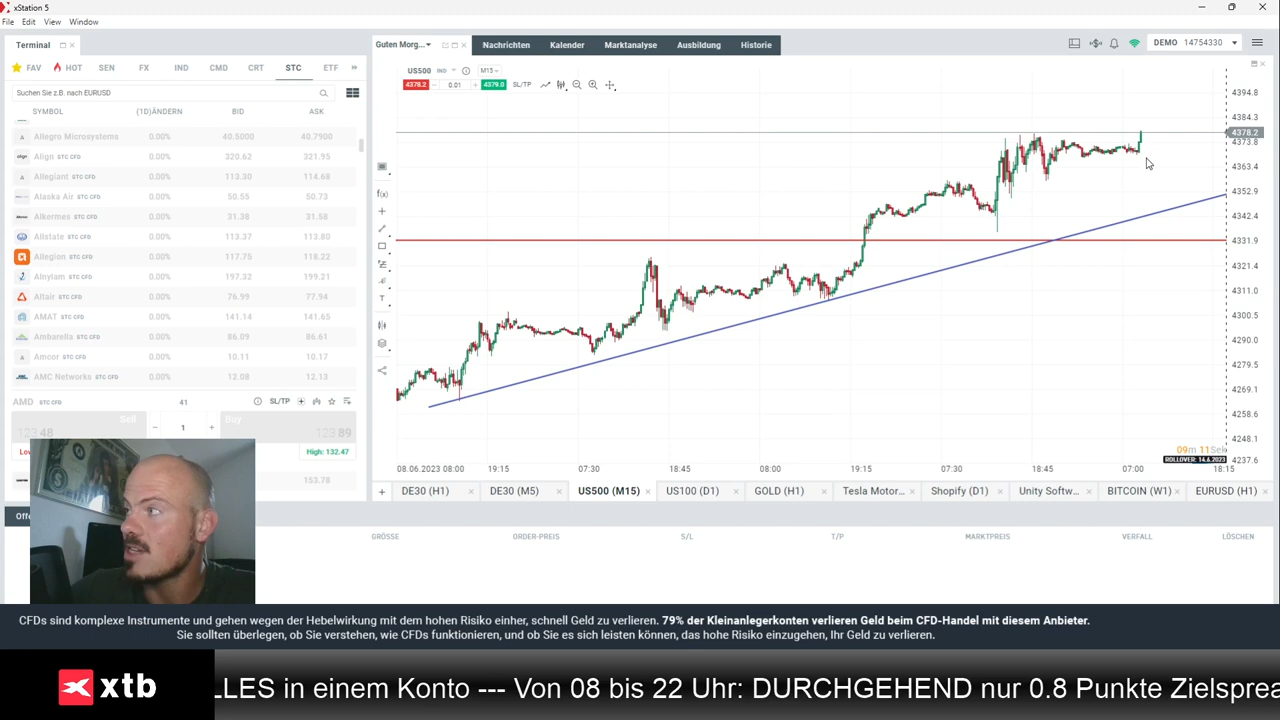 xStation 5
File Edit View Window
Terminal
FAV HOT SEN FX IND CMD CRT STC ETF
Suchen Sie z.B. nach EURUSD
SYMBOL (1D)ÄNDERN BID ASK
Allegro Microsystems 0.00% 40.5000 40.7900
Align STC CFD 0.00% 320.62 321.95
Allegiant STC CFD 0.00% 113.30 114.68
Alaska Air STC CFD 0.00% 50.55 50.73
Alkermes STC CFD 0.00% 31.38 31.58
Allstate STC CFD 0.00% 113.37 113.80
Allegion STC CFD 0.00% 117.75 118.22
Alnylam STC CFD 0.00% 197.32 199.21
Altair STC CFD 0.00% 76.99 77.94
AMAT STC CFD 0.00% 141.14 141.65
Ambarella STC CFD 0.00% 86.09 86.61
Amcor STC CFD 0.00% 10.11 10.17
AMC Networks STC CFD 0.00% 12.08 12.13
AMD STC CFD 41 SL/TP
Sell 1 Buy
.48 .89
High: 132.47
153.78
Guten Morg... Nachrichten Kalender Marktanalyse Ausbildung Historie
DEMO 14754330
US500 IND M15
4378.2 0.01 4379.0 SL/TP
4394.8
4384.3
4378.2
4373.8
4363.4
4352.9
4342.4
4331.9
4321.4
4311.0
4300.5
4290.0
4279.5
4269.1
4258.6
4248.1
4237.6
09m 11Sek
ROLLOVER: 14.6.2023
08.06.2023 08:00 19:15 07:30 18:45 08:00 19:15 07:30 18:45 07:00 18:15
DE30 (H1) DE30 (M5) US500 (M15) US100 (D1) GOLD (H1) Tesla Motor... Shopify (D1) Unity Softw... BITCOIN (W1) EURUSD (H1)
GRÖSSE ORDER-PREIS S/L T/P MARKTPREIS VERFALL LÖSCHEN
CFDs sind komplexe Instrumente und gehen wegen der Hebelwirkung mit dem hohen Risiko einher, schnell Geld zu verlieren. 79% der Kleinanlegerkonten verlieren Geld beim CFD-Handel mit diesem Anbieter.
Sie sollten überlegen, ob Sie verstehen, wie CFDs funktionieren, und ob Sie es sich leisten können, das hohe Risiko einzugehen, Ihr Geld zu verlieren.
xtb LLES in einem Konto --- Von 08 bis 22 Uhr: DURCHGEHEND nur 0.8 Punkte Zielsprea